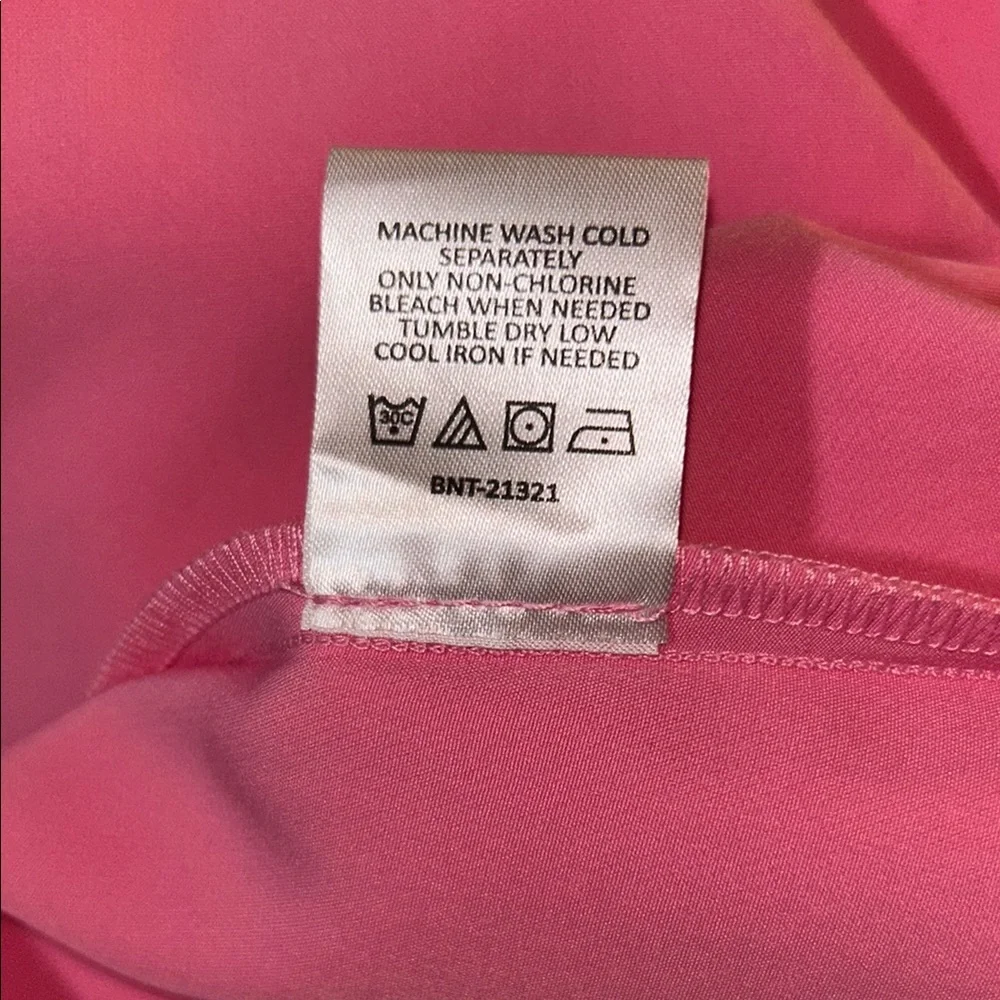 MACHINE WASH COLD
SEPARATELY
ONLY NON-CHLORINE
BLEACH WHEN NEEDED
TUMBLE DRY LOW
COOL IRON IF NEEDED
30C
BNT-21321